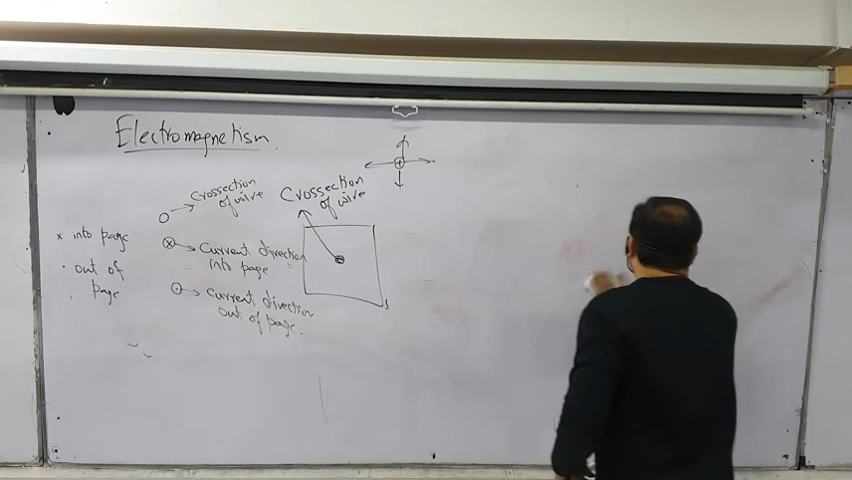 Electromagnetism.
Crossection
of wire
Crossection
of wire
x into page
x Current direction
into page
· out of
page
· Current direction
out of page.
+